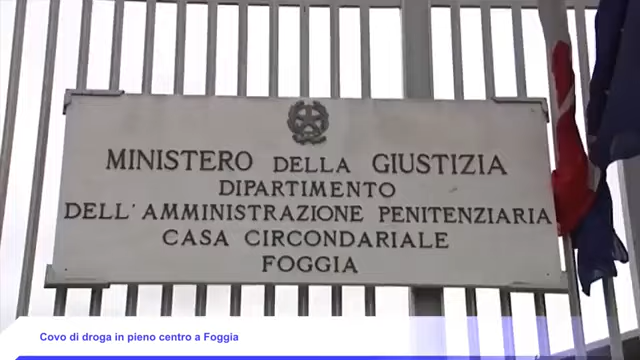 MINISTERO DELLA GIUSTIZIA
DIPARTIMENTO
DELL'AMMINISTRAZIONE PENITENZIARIA
CASA CIRCONDARIALE
FOGGIA
Covo di droga in pieno centro a Foggia